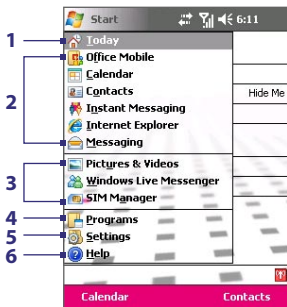 Start 6:11
1 Today
Office Mobile
Calendar
2 Contacts
Hide Me
Instant Messaging
Internet Explorer
Messaging
Pictures & Videos
3 Windows Live Messenger
SIM Manager
4 Programs
5 Settings
6 Help
Calendar Contacts